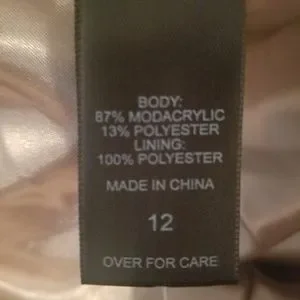 BODY:
87% MODACRYLIC
13% POLYESTER
LINING:
100% POLYESTER
MADE IN CHINA
12
OVER FOR CARE